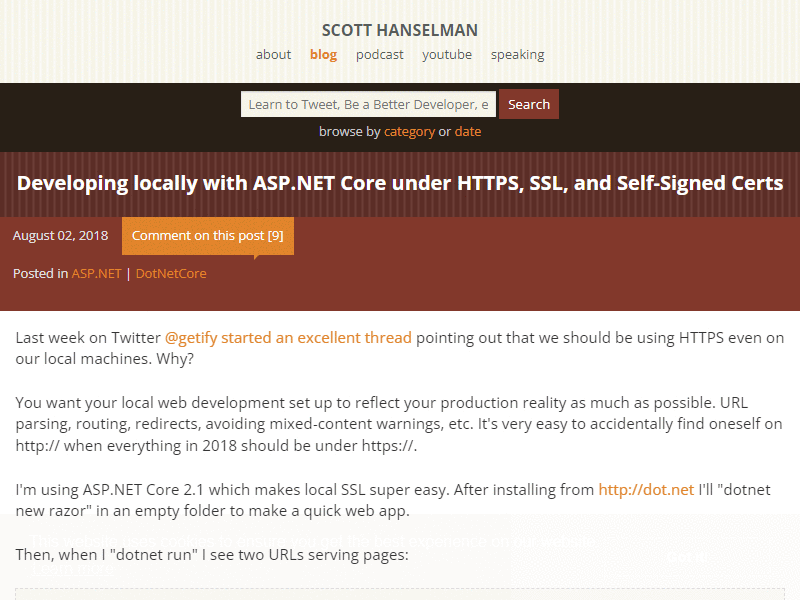 SCOTT HANSELMAN
about blog podcast youtube speaking
Learn to Tweet, Be a Better Developer, e Search
browse by category or date
Developing locally with ASP.NET Core under HTTPS, SSL, and Self-Signed Certs
August 02, 2018 Comment on this post [9]
Posted in ASP.NET | DotNetCore
Last week on Twitter @getify started an excellent thread pointing out that we should be using HTTPS even on
our local machines. Why?
You want your local web development set up to reflect your production reality as much as possible. URL
parsing, routing, redirects, avoiding mixed-content warnings, etc. It's very easy to accidentally find oneself on
http:// when everything in 2018 should be under https://.
I'm using ASP.NET Core 2.1 which makes local SSL super easy. After installing from http://dot.net I'll "dotnet
new razor" in an empty folder to make a quick web app.
Then, when I "dotnet run" I see two URLs serving pages: